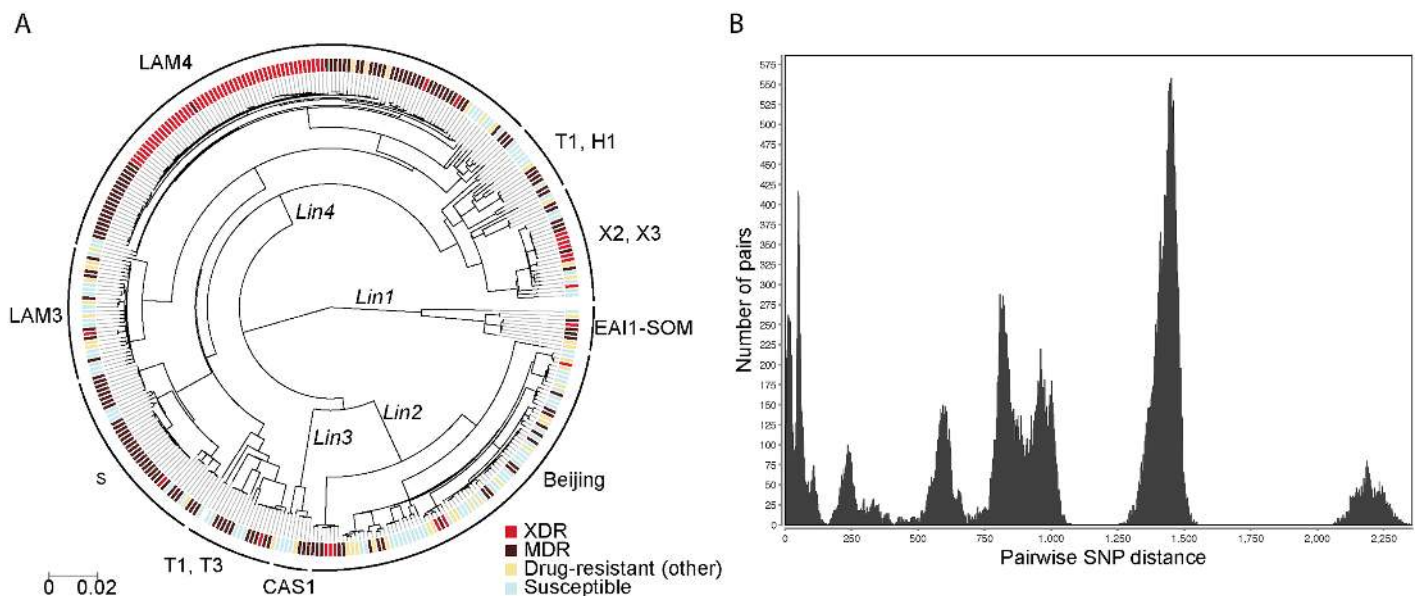 A
LAM4
T1, H1
Lin4
X2, X3
Lin1
EAI1-SOM
LAM3
Lin2
Lin3
S
Beijing
T1, T3
CAS1
XDR
MDR
Drug-resistant (other)
Susceptible
0 0.02
B
Number of pairs
575
550
525
500
475
450
425
400
375
350
325
300
275
250
225
200
175
150
125
100
75
50
25
0
0 250 500 750 1,000 1,250 1,500 1,750 2,000 2,250
Pairwise SNP distance